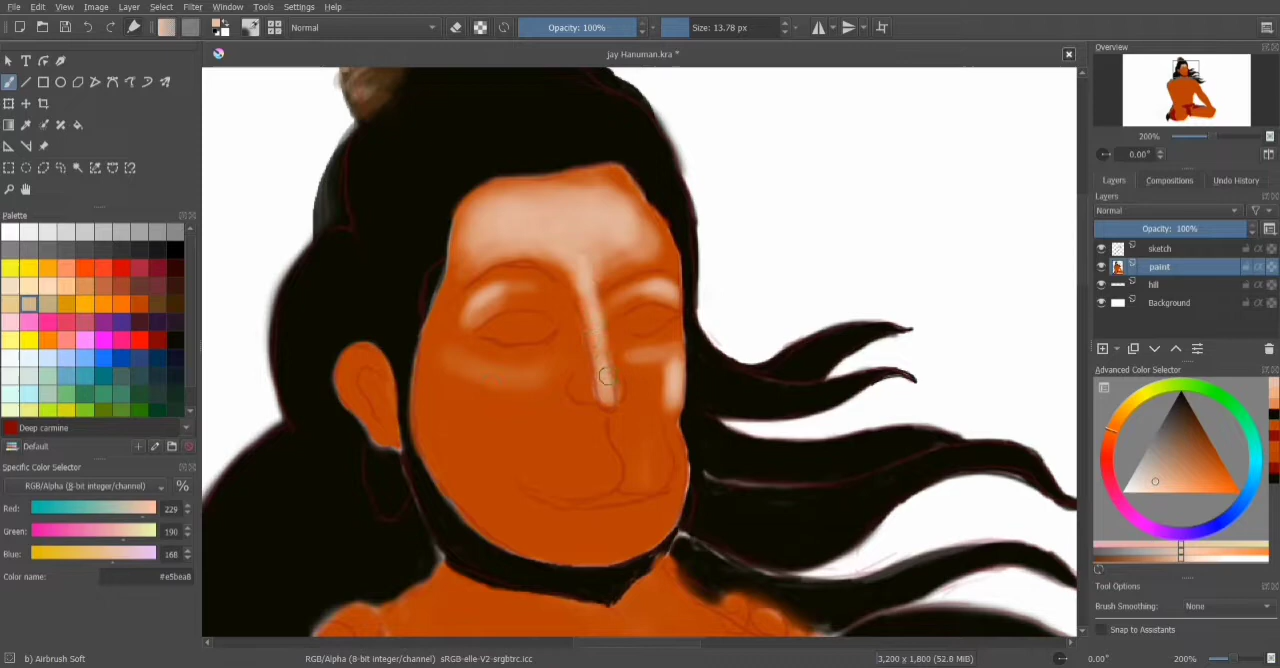 File Edit View Image Layer Select Filter Window Tools Settings Help
Normal Opacity: 100% Size: 13.78 px
jay Hanuman.kra *
Overview
200%
0.00°
Layers Compositions Undo History
Layers
Normal
Opacity: 100%
sketch
paint
hill
Background
Advanced Color Selector
Palette
Deep carmine
Default
Specific Color Selector
RGB/Alpha (8-bit integer/channel) %
Red: 229
Green: 190
Blue: 168
Color name: #e5bea8
Tool Options
Brush Smoothing: None
Snap to Assistants
b) Airbrush Soft RGB/Alpha (8-bit integer/channel) sRGB-elle-V2-srgbtrc.icc 3,200 x 1,800 (52.0 MiB) 0.00° 200%